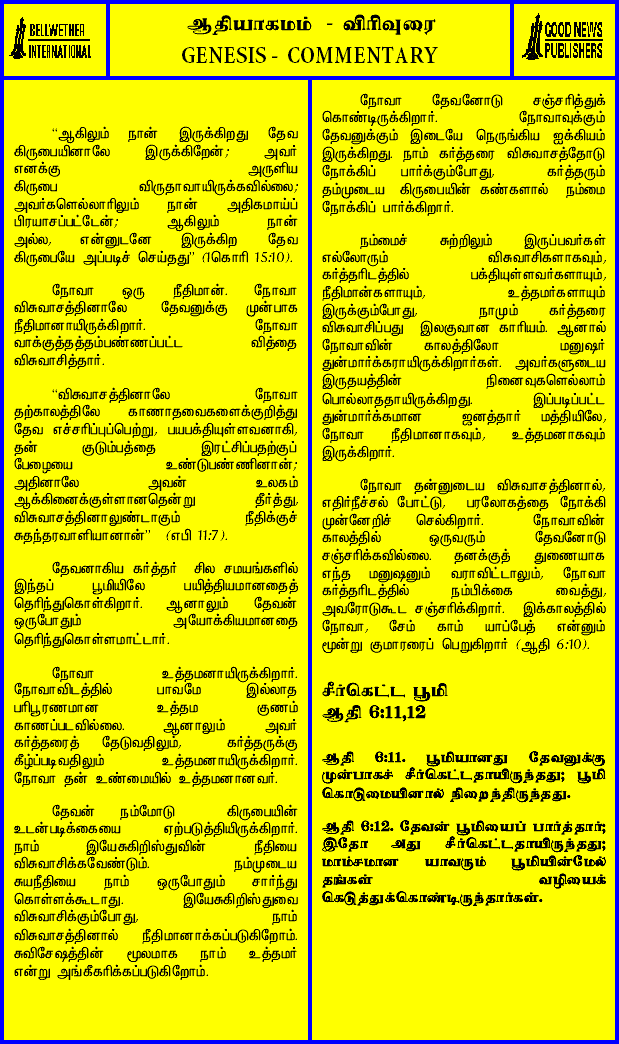 BELLWETHER
INTERNATIONAL
ஆதியாகமம் - விரிவுரை
GENESIS - COMMENTARY
GOOD NEWS
PUBLISHERS
“ஆகிலும் நான் இருக்கிறது தேவ
கிருபையினாலே இருக்கிறேன்; அவர்
எனக்கு அருளிய
கிருபை விருதாவாயிருக்கவில்லை;
அவர்களெல்லாரிலும் நான் அதிகமாய்ப்
பிரயாசப்பட்டேன்; ஆகிலும் நான்
அல்ல, என்னுடனே இருக்கிற தேவ
கிருபையே அப்படிச் செய்தது” (1கொரி 15:10).
நோவா ஒரு நீதிமான். நோவா
விசுவாசத்தினாலே தேவனுக்கு முன்பாக
நீதிமானாயிருக்கிறார். நோவா
வாக்குத்தத்தம்பண்ணப்பட்ட வித்தை
விசுவாசித்தார்.
“விசுவாசத்தினாலே நோவா
தற்காலத்திலே காணாதவைகளைக்குறித்து
தேவ எச்சரிப்புப்பெற்று, பயபக்தியுள்ளவனாகி,
தன் குடும்பத்தை இரட்சிப்பதற்குப்
பேழையை உண்டுபண்ணினான்;
அதினாலே அவன் உலகம்
ஆக்கினைக்குள்ளானதென்று தீர்த்து,
விசுவாசத்தினாலுண்டாகும் நீதிக்குச்
சுதந்தரவாளியானான்” (எபி 11:7).
தேவனாகிய கர்த்தர் சில சமயங்களில்
இந்தப் பூமியிலே பயித்தியமானதைத்
தெரிந்துகொள்கிறார். ஆனாலும் தேவன்
ஒருபோதும் அயோக்கியமானதை
தெரிந்துகொள்ளமாட்டார்.
நோவா உத்தமனாயிருக்கிறார்.
நோவாவிடத்தில் பாவமே இல்லாத
பரிபூரணமான உத்தம குணம்
காணப்படவில்லை. ஆனாலும் அவர்
கர்த்தரைத் தேடுவதிலும், கர்த்தருக்கு
கீழ்ப்படிவதிலும் உத்தமனாயிருக்கிறார்.
நோவா தன் உண்மையில் உத்தமனானவர்.
தேவன் நம்மோடு கிருபையின்
உடன்படிக்கையை ஏற்படுத்தியிருக்கிறார்.
நாம் இயேசுகிறிஸ்துவின் நீதியை
விசுவாசிக்கவேண்டும். நம்முடைய
சுயநீதியை நாம் ஒருபோதும் சார்ந்து
கொள்ளக்கூடாது. இயேசுகிறிஸ்துவை
விசுவாசிக்கும்போது, நாம்
விசுவாசத்தினால் நீதிமானாக்கப்படுகிறோம்.
சுவிசேஷத்தின் மூலமாக நாம் உத்தமர்
என்று அங்கீகரிக்கப்படுகிறோம்.
நோவா தேவனோடு சஞ்சரித்துக்
கொண்டிருக்கிறார். நோவாவுக்கும்
தேவனுக்கும் இடையே நெருங்கிய ஐக்கியம்
இருக்கிறது. நாம் கர்த்தரை விசுவாசத்தோடு
நோக்கிப் பார்க்கும்போது, கர்த்தரும்
தம்முடைய கிருபையின் கண்களால் நம்மை
நோக்கிப் பார்க்கிறார்.
நம்மைச் சுற்றிலும் இருப்பவர்கள்
எல்லோரும் விசுவாசிகளாகவும்,
கர்த்தரிடத்தில் பக்தியுள்ளவர்களாயும்,
நீதிமான்களாயும், உத்தமர்களாயும்
இருக்கும்போது, நாமும் கர்த்தரை
விசுவாசிப்பது இலகுவான காரியம். ஆனால்
நோவாவின் காலத்திலோ மனுஷர்
துன்மார்க்கராயிருக்கிறார்கள். அவர்களுடைய
இருதயத்தின் நினைவுகளெல்லாம்
பொல்லாததாயிருக்கிறது. இப்படிப்பட்ட
துன்மார்க்கமான ஜனத்தார் மத்தியிலே,
நோவா நீதிமானாகவும், உத்தமனாகவும்
இருக்கிறார்.
நோவா தன்னுடைய விசுவாசத்தினால்,
எதிர்நீச்சல் போட்டு, பரலோகத்தை நோக்கி
முன்னேறிச் செல்கிறார். நோவாவின்
காலத்தில் ஒருவரும் தேவனோடு
சஞ்சரிக்கவில்லை. தனக்குத் துணையாக
எந்த மனுஷனும் வராவிட்டாலும், நோவா
கர்த்தரிடத்தில் நம்பிக்கை வைத்து,
அவரோடுகூட சஞ்சரிக்கிறார். இக்காலத்தில்
நோவா, சேம் காம் யாப்பேத் என்னும்
மூன்று குமாரரைப் பெறுகிறார் (ஆதி 6:10).
சீர்கெட்ட பூமி
ஆதி 6:11,12
ஆதி 6:11. பூமியானது தேவனுக்கு
முன்பாகச் சீர்கெட்டதாயிருந்தது; பூமி
கொடுமையினால் நிறைந்திருந்தது.
ஆதி 6:12. தேவன் பூமியைப் பார்த்தார்;
இதோ அது சீர்கெட்டதாயிருந்தது;
மாம்சமான யாவரும் பூமியின்மேல்
தங்கள் வழியைக்
கெடுத்துக்கொண்டிருந்தார்கள்.